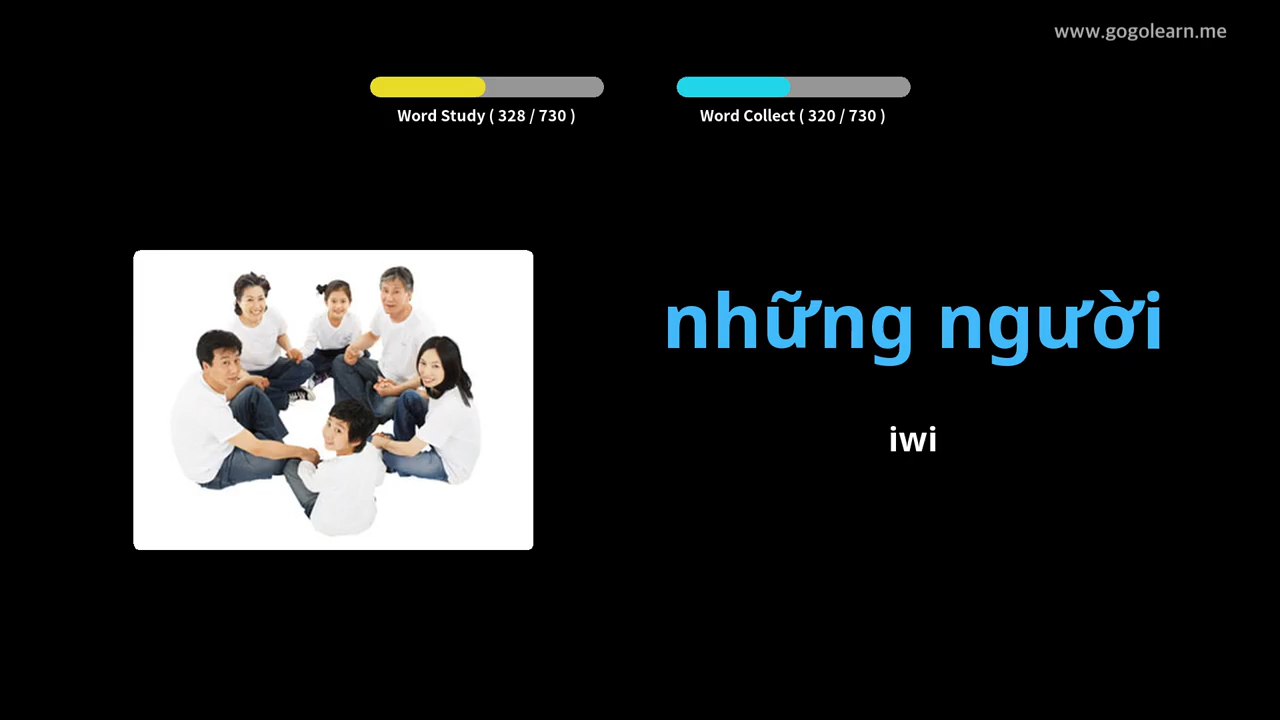 www.gogolearn.me
Word Study ( 328 / 730 )
Word Collect ( 320 / 730 )
những người
iwi